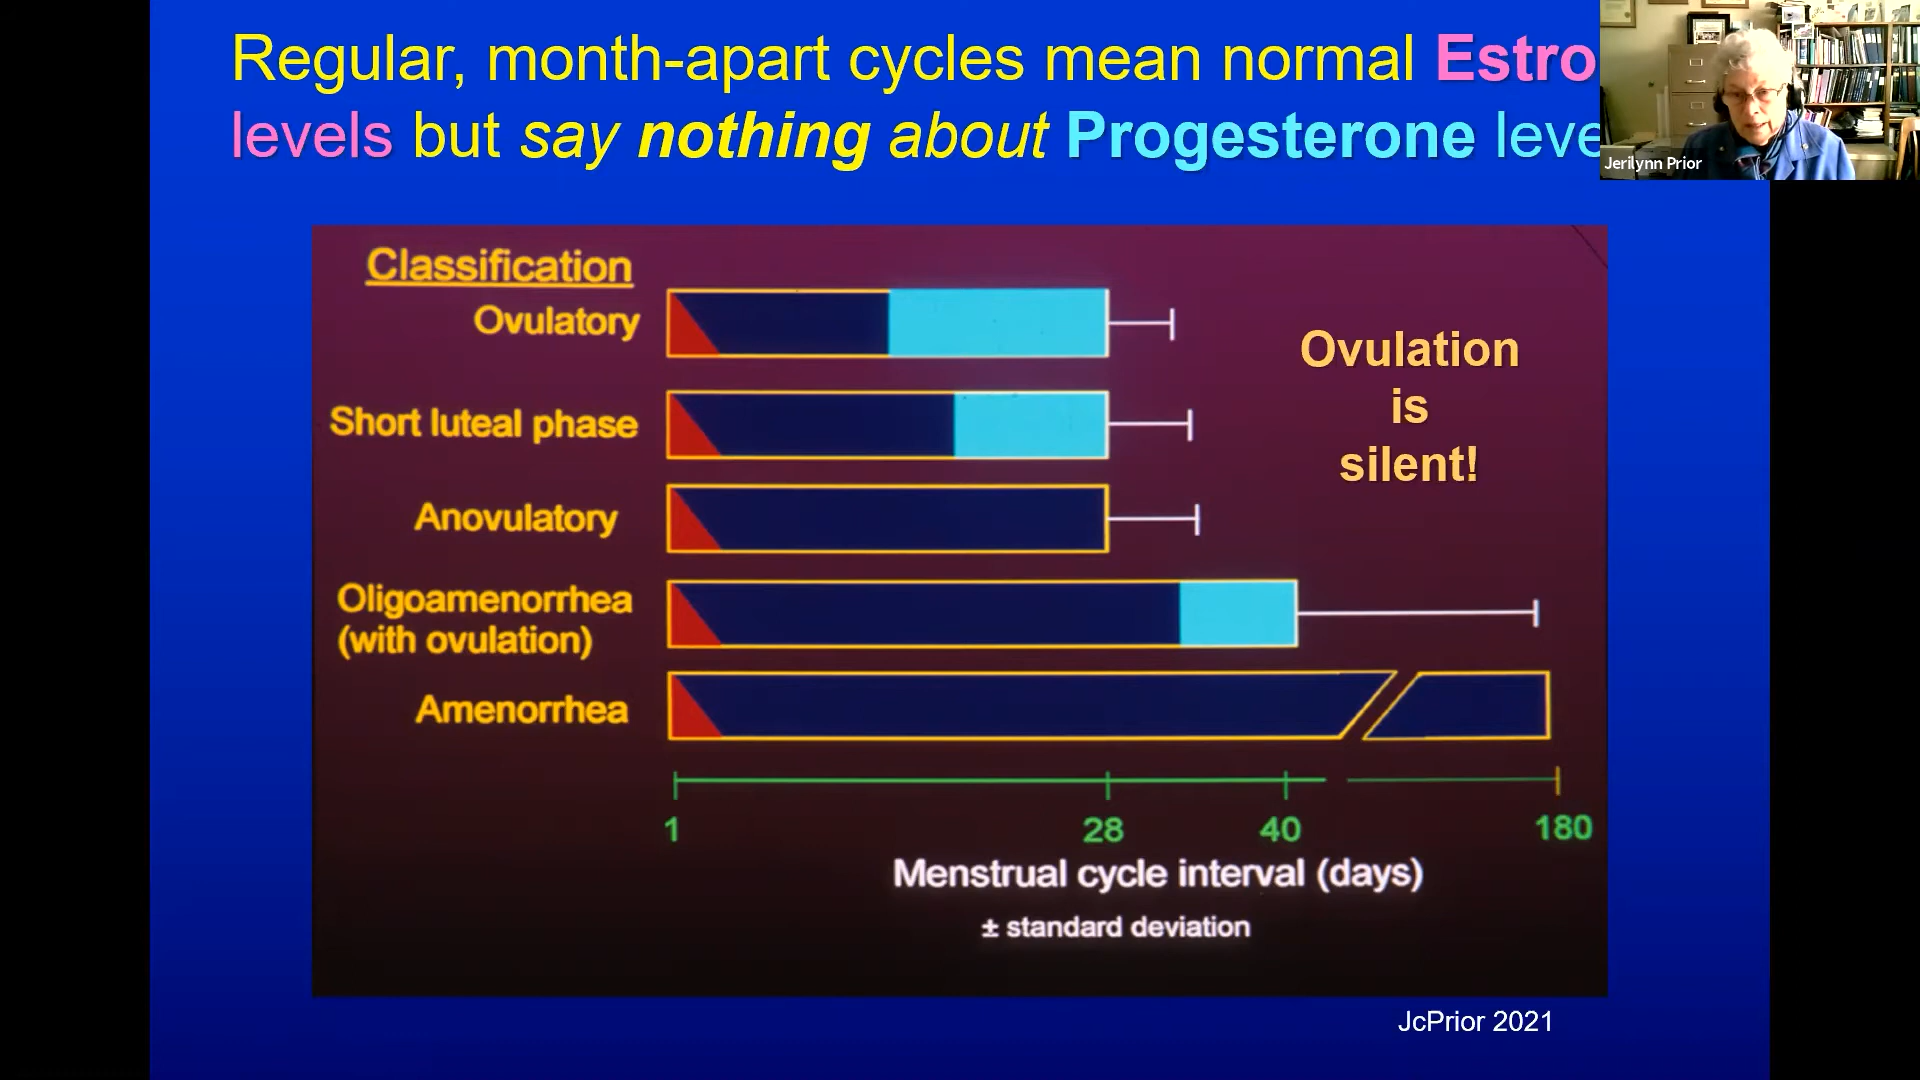 Regular, month-apart cycles mean normal Estro
levels but say nothing about Progesterone leve
Jerilynn Prior
Classification
Ovulatory
Short luteal phase
Anovulatory
Oligoamenorrhea
(with ovulation)
Amenorrhea
Ovulation
is
silent!
1 28 40 180
Menstrual cycle interval (days)
± standard deviation
JcPrior 2021